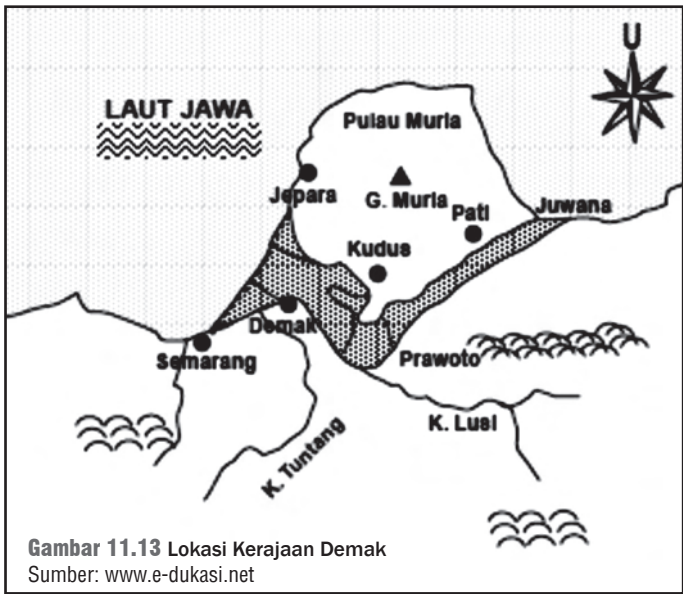 U
LAUT JAWA
Pulau Muria
Jepara
G. Muria
Pati
Juwana
Kudus
Demak
Semarang
Prawoto
K. Lusi
K. Tuntang
Gambar 11.13 Lokasi Kerajaan Demak
Sumber: www.e-dukasi.net